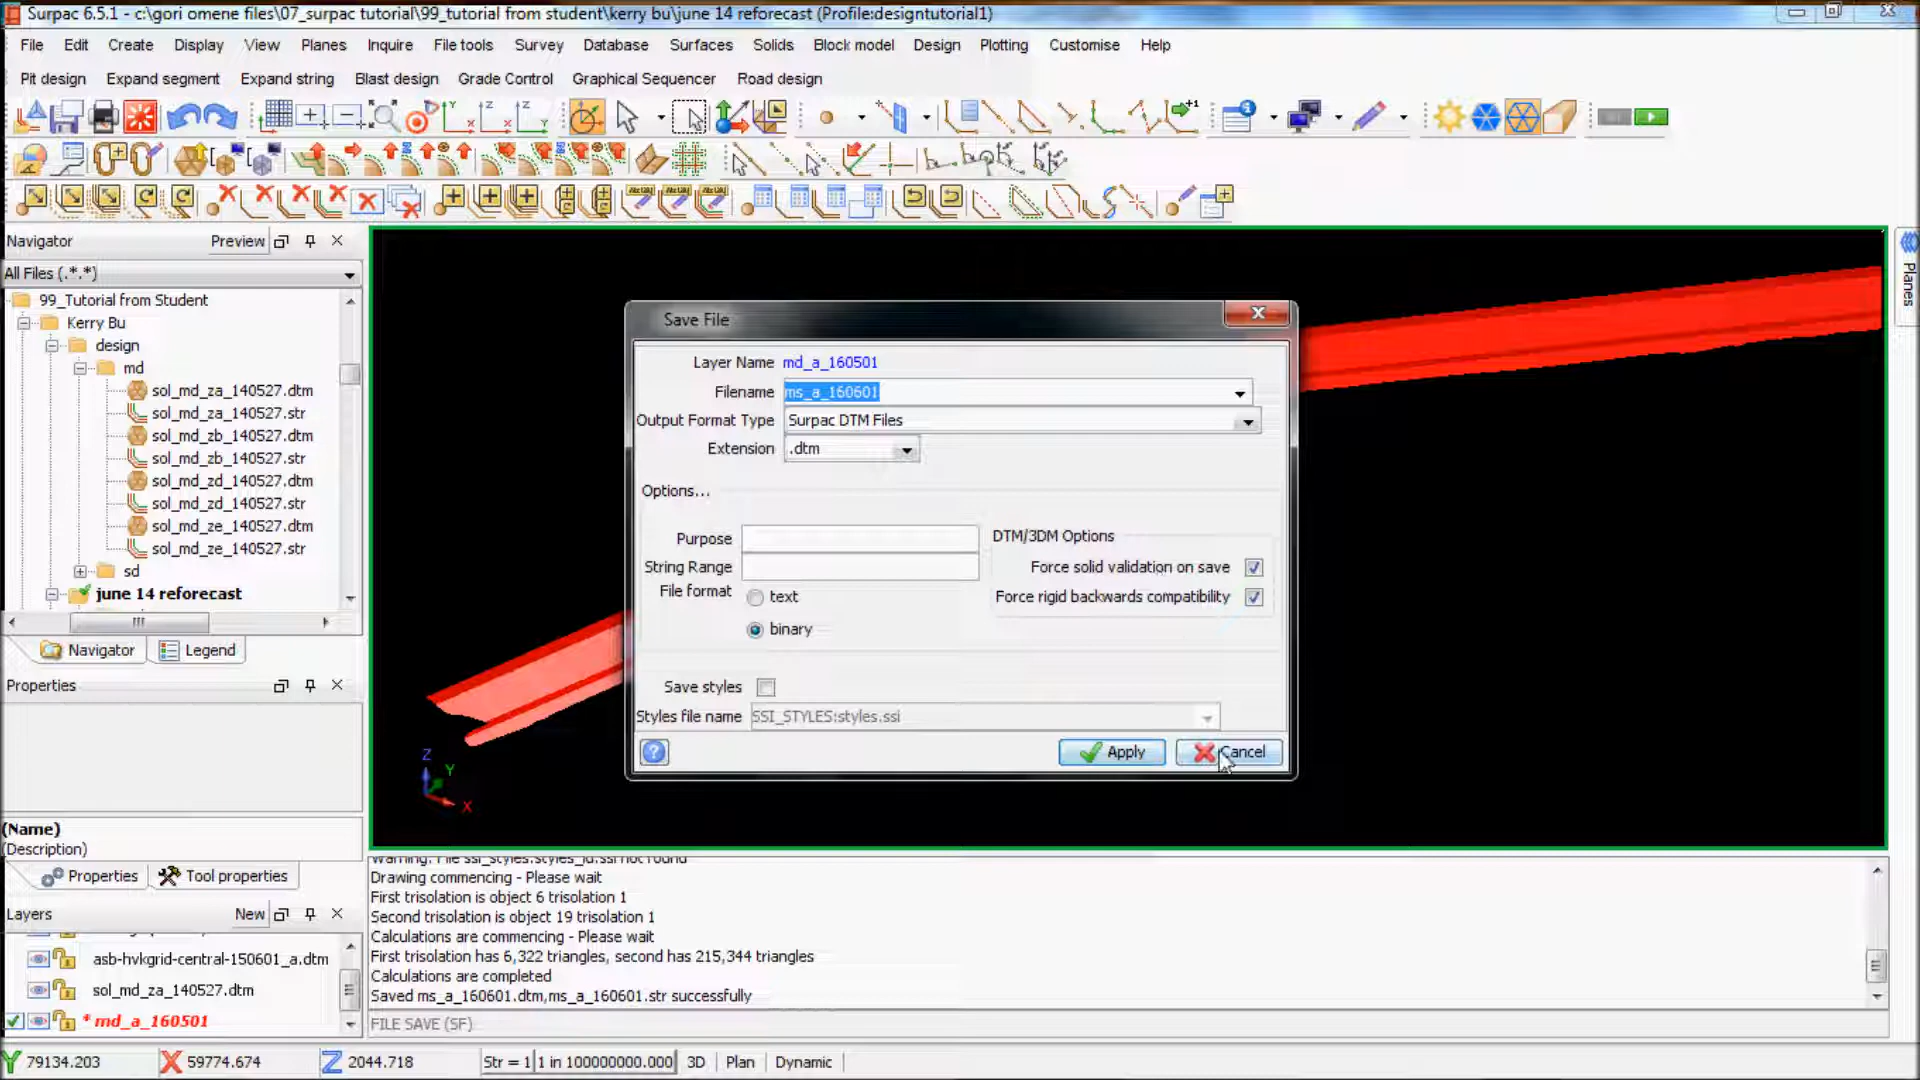 Surpac 6.5.1 - c:\gori omene files\07_surpac tutorial\99_tutorial from student\kerry bu\june 14 reforecast (Profile:designtutorial1)
File Edit Create Display View Planes Inquire File tools Survey Database Surfaces Solids Block model Design Plotting Customise Help
Pit design Expand segment Expand string Blast design Grade Control Graphical Sequencer Road design
Navigator Preview
All Files (.*.*)
99_Tutorial from Student
Kerry Bu
design
md
sol_md_za_140527.dtm
sol_md_za_140527.str
sol_md_zb_140527.dtm
sol_md_zb_140527.str
sol_md_zd_140527.dtm
sol_md_zd_140527.str
sol_md_ze_140527.dtm
sol_md_ze_140527.str
sd
june 14 reforecast
Navigator Legend
Properties
(Name)
(Description)
Properties Tool properties
Layers New
asb-hvkgrid-central-150601_a.dtm
sol_md_za_140527.dtm
* md_a_160501
Planes
Save File
Layer Name md_a_160501
Filename ms_a_160601
Output Format Type Surpac DTM Files
Extension .dtm
Options...
Purpose
String Range
File format text
binary
DTM/3DM Options
Force solid validation on save
Force rigid backwards compatibility
Save styles
Styles file name SSI_STYLES:styles.ssi
? Apply Cancel
Z
Y
X
Warning: File ssi_styles:styles_id.ssi not found
Drawing commencing - Please wait
First trisolation is object 6 trisolation 1
Second trisolation is object 19 trisolation 1
Calculations are commencing - Please wait
First trisolation has 6,322 triangles, second has 215,344 triangles
Calculations are completed
Saved ms_a_160601.dtm,ms_a_160601.str successfully
FILE SAVE (SF)
Y 79134.203 X 59774.674 Z 2044.718 Str = 1 1 in 100000000.000 3D Plan Dynamic